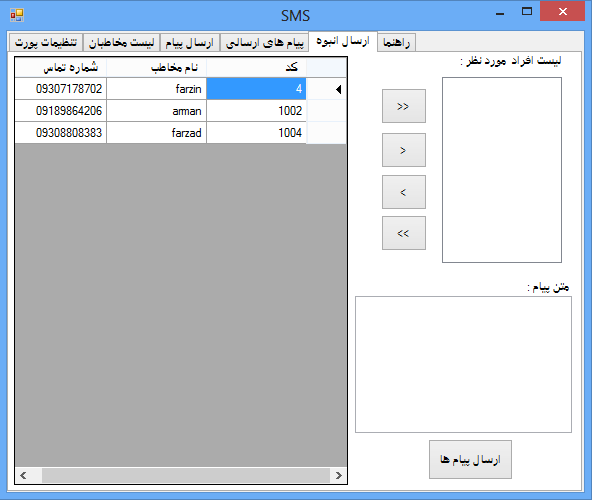 SMS
تنظیمات پورت	لیست مخاطبان	ارسال پیام	پیام های ارسالی	ارسال انبوه	راهنما
لیست افراد مورد نظر :
شماره تماس	نام مخاطب	کد
09307178702	farzin	4
09189864206	arman	1002
09308808383	farzad	1004
>>
>
<
<<
متن پیام :
ارسال پیام ها